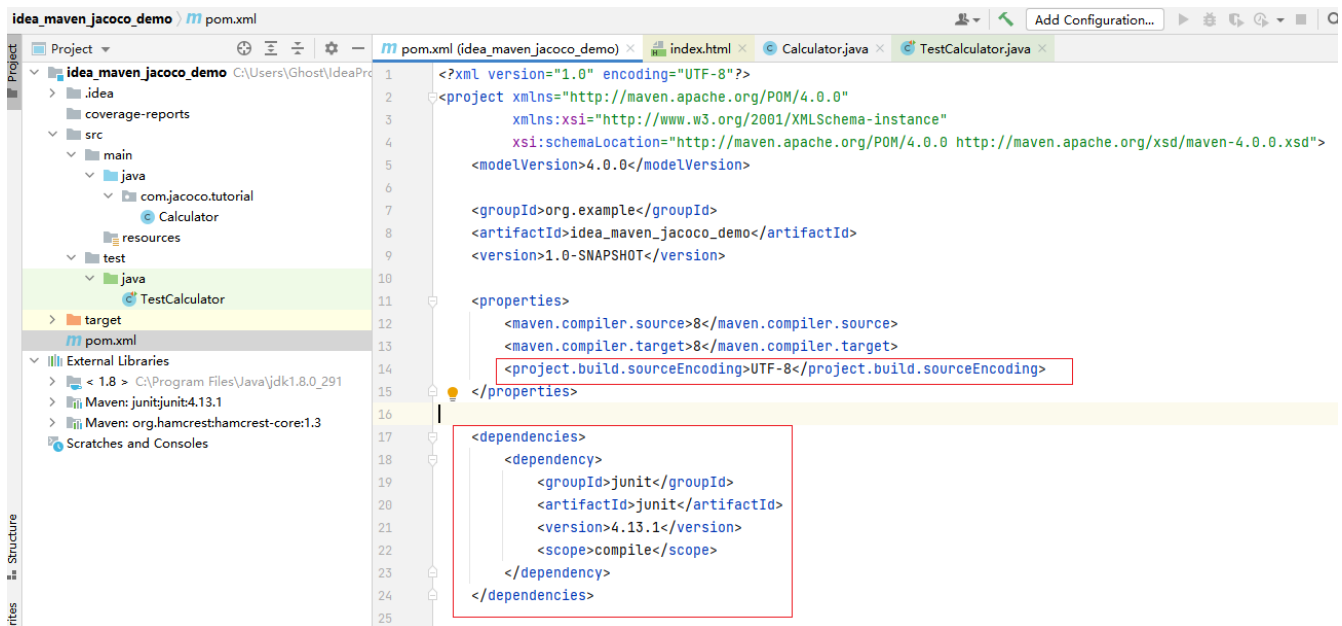 idea_maven_jacoco_demo pom.xml
Add Configuration...
Project
Project
pom.xml (idea_maven_jacoco_demo)
index.html
Calculator.java
TestCalculator.java
idea_maven_jacoco_demo C:\Users\Ghost\IdeaPro
.idea
coverage-reports
src
main
java
com.jacoco.tutorial
Calculator
resources
test
java
TestCalculator
target
pom.xml
External Libraries
< 1.8 > C:\Program Files\Java\jdk1.8.0_291
Maven: junit:junit:4.13.1
Maven: org.hamcrest:hamcrest-core:1.3
Scratches and Consoles
Structure
1 <?xml version="1.0" encoding="UTF-8"?>
2 <project xmlns="http://maven.apache.org/POM/4.0.0"
3 xmlns:xsi="http://www.w3.org/2001/XMLSchema-instance"
4 xsi:schemaLocation="http://maven.apache.org/POM/4.0.0 http://maven.apache.org/xsd/maven-4.0.0.xsd">
5 <modelVersion>4.0.0</modelVersion>
6
7 <groupId>org.example</groupId>
8 <artifactId>idea_maven_jacoco_demo</artifactId>
9 <version>1.0-SNAPSHOT</version>
10
11 <properties>
12 <maven.compiler.source>8</maven.compiler.source>
13 <maven.compiler.target>8</maven.compiler.target>
14 <project.build.sourceEncoding>UTF-8</project.build.sourceEncoding>
15 </properties>
16
17 <dependencies>
18 <dependency>
19 <groupId>junit</groupId>
20 <artifactId>junit</artifactId>
21 <version>4.13.1</version>
22 <scope>compile</scope>
23 </dependency>
24 </dependencies>
25